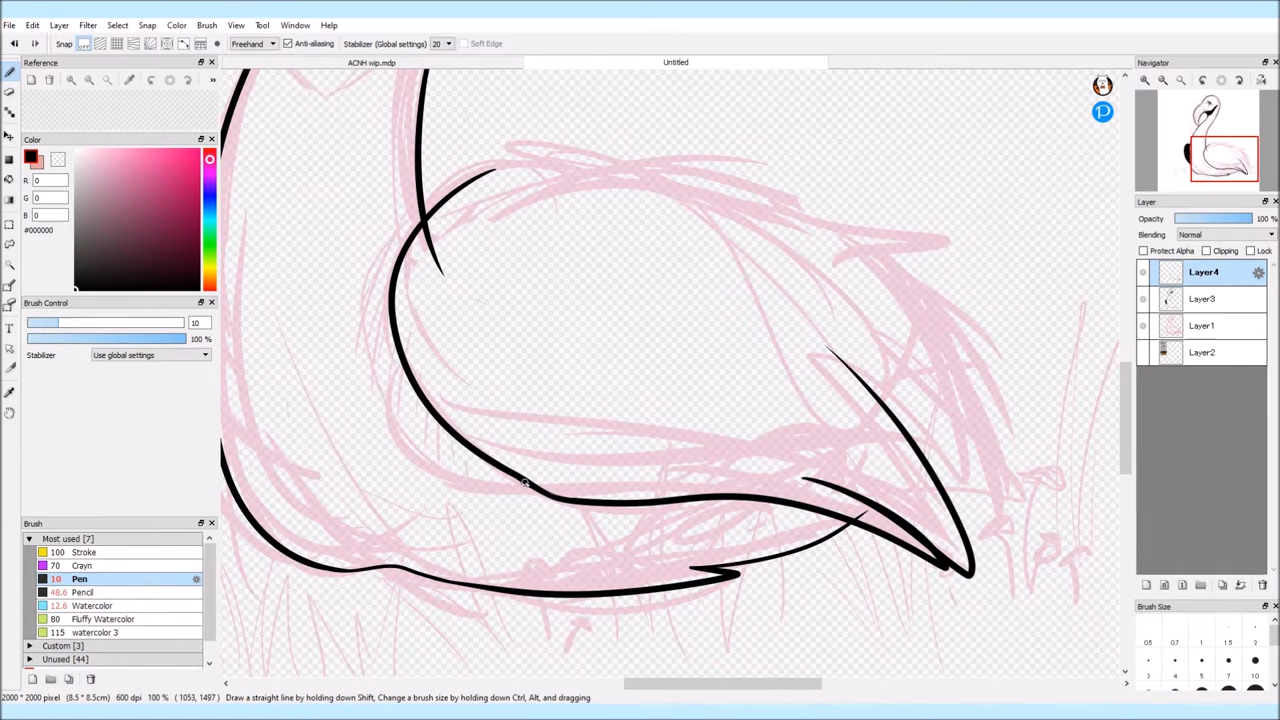 File Edit Layer Filter Select Snap Color Brush View Tool Window Help
Snap Freehand Anti-aliasing Stabilizer (Global settings) 20 Soft Edge
Reference
ACNH wip.mdp Untitled
Navigator
»
Color
R 0
G 0
B 0
#000000
Brush Control
10
100 %
Stabilizer Use global settings
Layer
Opacity 100 %
Blending Normal
Protect Alpha Clipping Lock
Layer4
Layer3
Layer1
Layer2
Brush
Most used [7]
100 Stroke
70 Crayn
10 Pen
48.6 Pencil
12.6 Watercolor
80 Fluffy Watercolor
115 watercolor 3
Custom [3]
Unused [44]
Brush Size
0.5 0.7 1 1.5 2
3 4 5 7 10
2000 * 2000 pixel (8.5 * 8.5cm) 600 dpi 100 % ( 1053, 1497 ) Draw a straight line by holding down Shift, Change a brush size by holding down Ctrl, Alt, and dragging